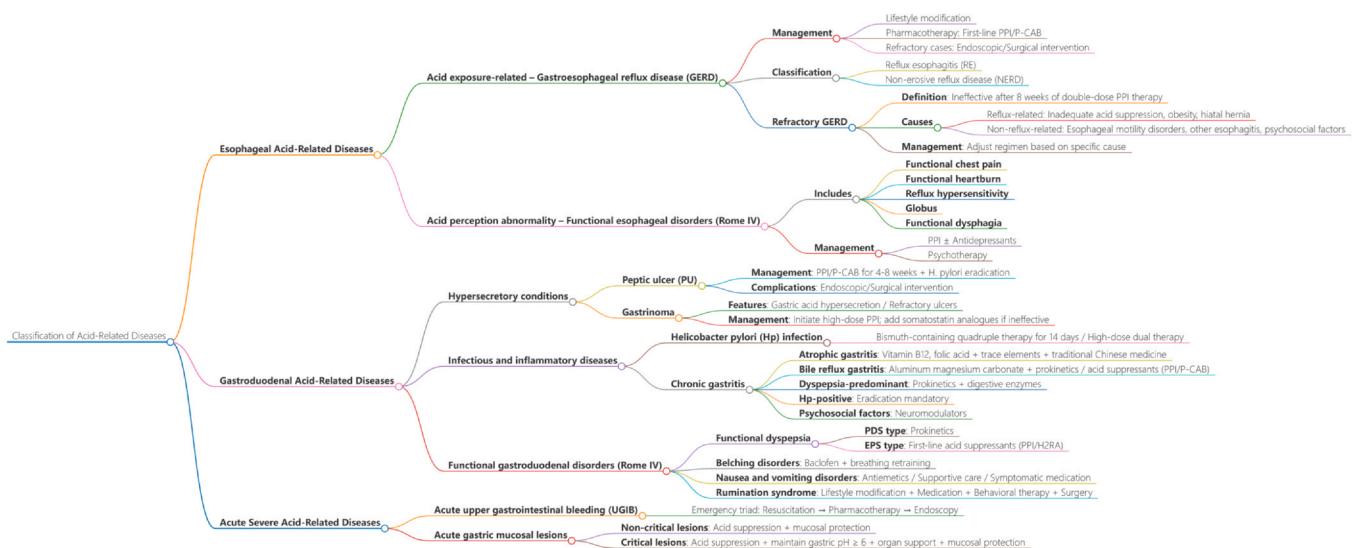 Classification of Acid-Related Diseases
Esophageal Acid-Related Diseases
Acid exposure-related – Gastroesophageal reflux disease (GERD)
Management
Lifestyle modification
Pharmacotherapy: First-line PPI/P-CAB
Refractory cases: Endoscopic/Surgical intervention
Classification
Reflux esophagitis (RE)
Non-erosive reflux disease (NERD)
Refractory GERD
Definition: Ineffective after 8 weeks of double-dose PPI therapy
Causes
Reflux-related: Inadequate acid suppression, obesity, hiatal hernia
Non-reflux-related: Esophageal motility disorders, other esophagitis, psychosocial factors
Management: Adjust regimen based on specific cause
Acid perception abnormality – Functional esophageal disorders (Rome IV)
Includes
Functional chest pain
Functional heartburn
Reflux hypersensitivity
Globus
Functional dysphagia
Management
PPI ± Antidepressants
Psychotherapy
Gastroduodenal Acid-Related Diseases
Hypersecretory conditions
Peptic ulcer (PU)
Management: PPI/P-CAB for 4-8 weeks + H. pylori eradication
Complications: Endoscopic/Surgical intervention
Gastrinoma
Features: Gastric acid hypersecretion / Refractory ulcers
Management: Initiate high-dose PPI; add somatostatin analogues if ineffective
Infectious and inflammatory diseases
Helicobacter pylori (Hp) infection
Bismuth-containing quadruple therapy for 14 days / High-dose dual therapy
Chronic gastritis
Atrophic gastritis: Vitamin B12, folic acid + trace elements + traditional Chinese medicine
Bile reflux gastritis: Aluminum magnesium carbonate + prokinetics / acid suppressants (PPI/P-CAB)
Dyspepsia-predominant: Prokinetics + digestive enzymes
Hp-positive: Eradication mandatory
Psychosocial factors: Neuromodulators
Functional gastroduodenal disorders (Rome IV)
Functional dyspepsia
PDS type: Prokinetics
EPS type: First-line acid suppressants (PPI/H2RA)
Belching disorders: Baclofen + breathing retraining
Nausea and vomiting disorders: Antiemetics / Supportive care / Symptomatic medication
Rumination syndrome: Lifestyle modification + Medication + Behavioral therapy + Surgery
Acute Severe Acid-Related Diseases
Acute upper gastrointestinal bleeding (UGIB)
Emergency triad: Resuscitation → Pharmacotherapy → Endoscopy
Acute gastric mucosal lesions
Non-critical lesions: Acid suppression + mucosal protection
Critical lesions: Acid suppression + maintain gastric pH ≥ 6 + organ support + mucosal protection